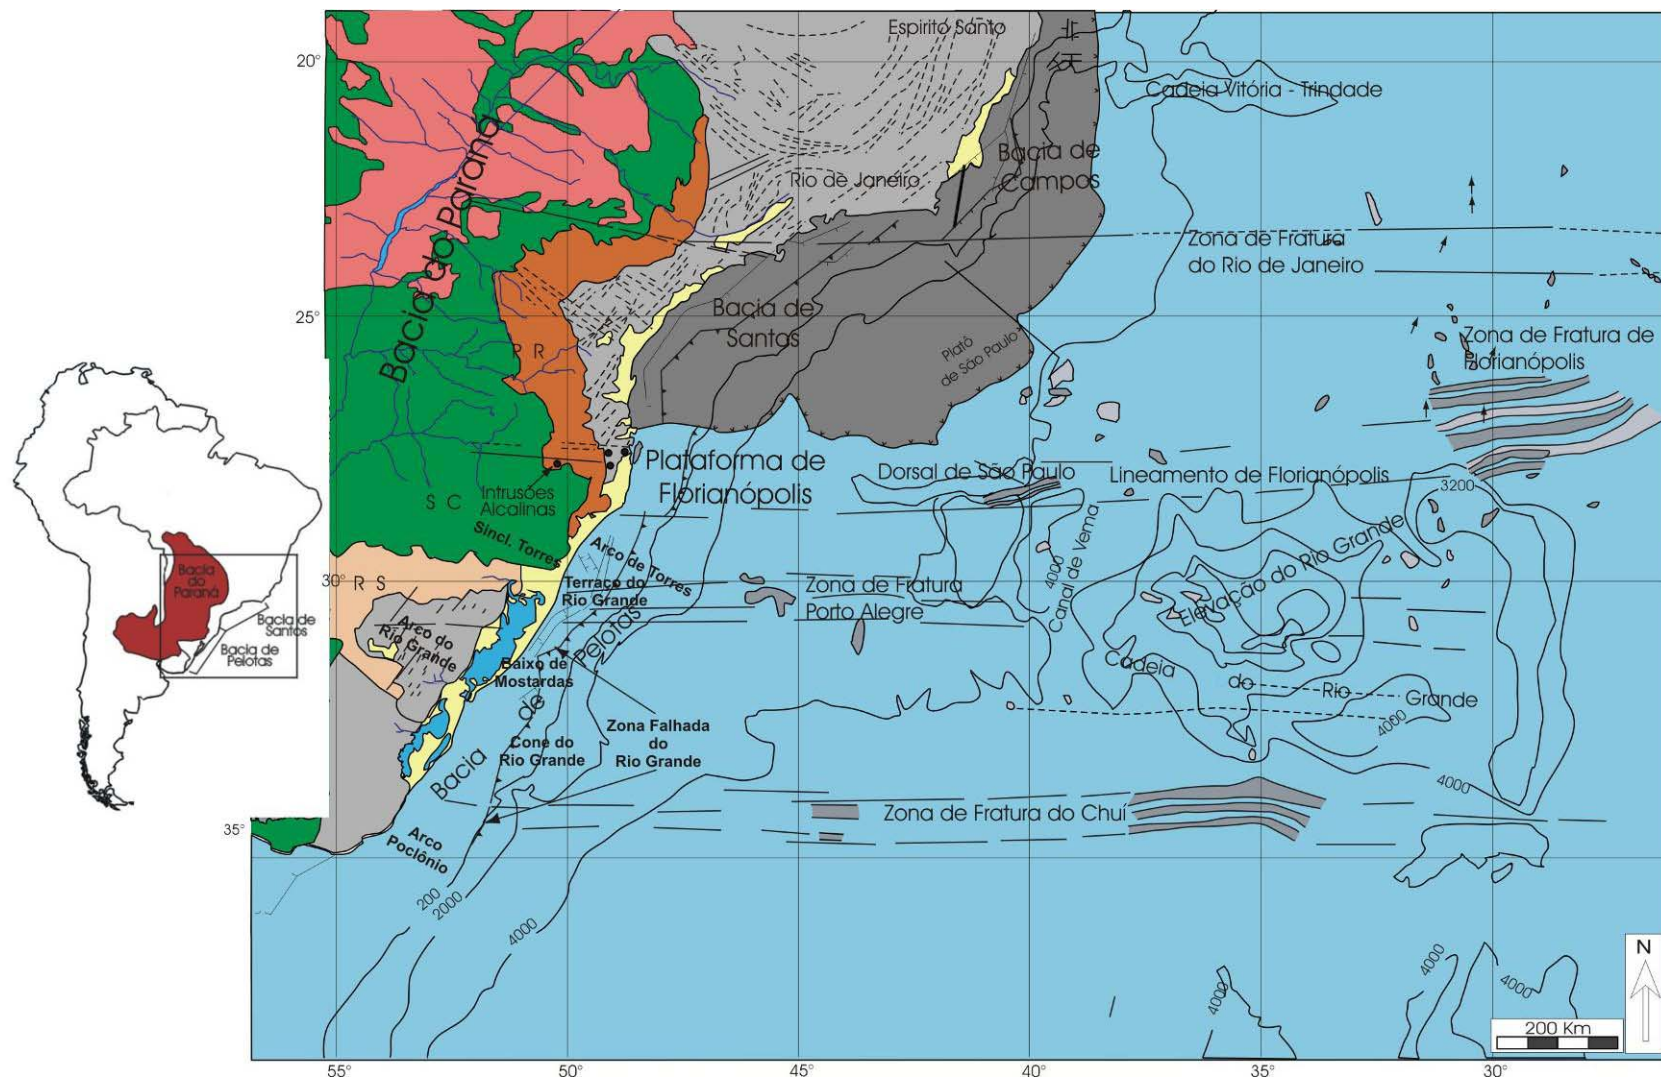 Espirito Santo
20°
Cadeia Vitória - Trindade
Bacia do Paraná
Bacia de
Campos
Rio de Janeiro
Zona de Fratura
do Rio de Janeiro
25°
Bacia de
Santos
Platô
de São Paulo
Zona de Fratura de
Florianópolis
P R
Plataforma de
Florianópolis
Dorsal de São Paulo
Lineamento de Florianópolis
3200
S C
Intrusões
Alcalinas
Sincl. Torres
Arco de Torres
Canal de Vema
4000
Elevação do Rio Grande
30°
R S
Terraço do
Rio Grande
Zona de Fratura
Porto Alegre
Arco do
Rio Grande
Bacia de Pelotas
Baixo de
Mostardas
Cadeia do Rio Grande
4000
Cone do
Rio Grande
Zona Falhada
do
Rio Grande
4000
Zona de Fratura do Chuí
35°
Arco
Poclônio
200
2000
4000
4000
4000
4000
N
200 Km
55°
50°
45°
40°
35°
30°
Bacia
do
Paraná
Bacia de
Santos
Bacia de
Pelotas